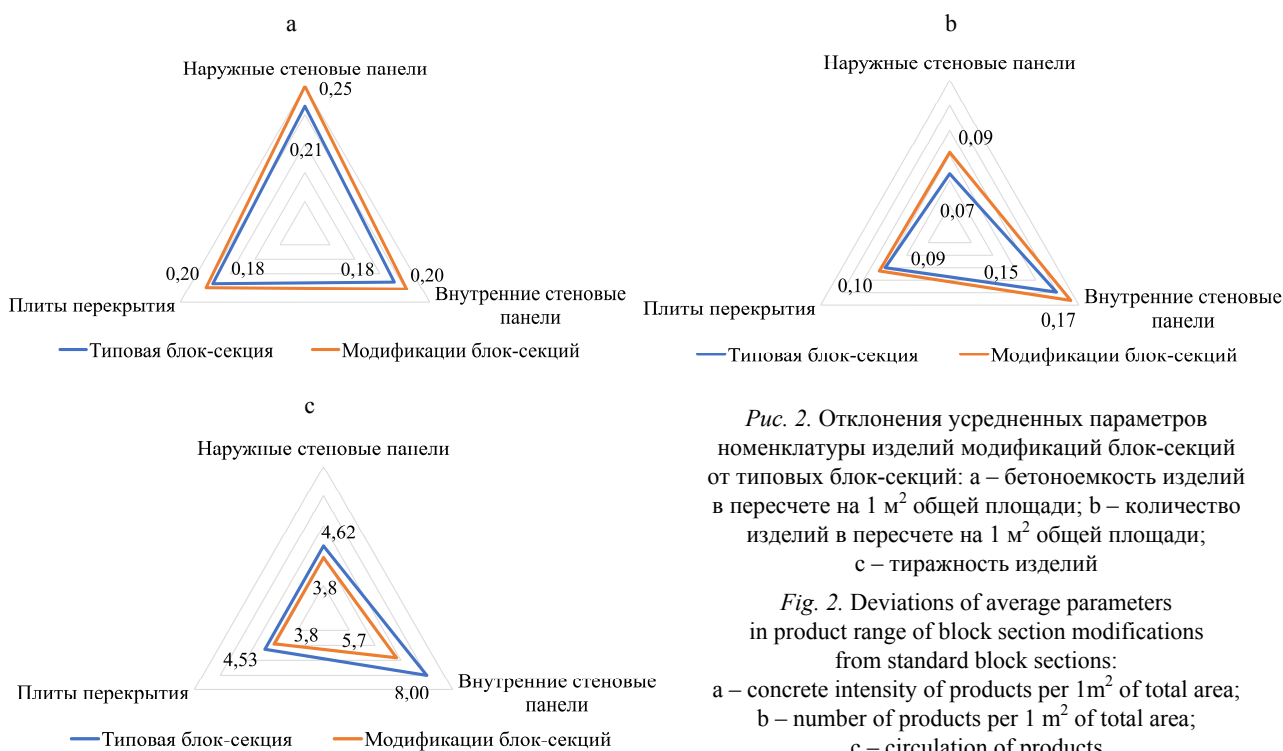 a
Наружные стеновые панели
0,25
0,21
0,20
0,18
0,18
0,20
Плиты перекрытия
Внутренние стеновые
панели
Типовая блок-секция
Модификации блок-секций
b
Наружные стеновые панели
0,09
0,07
0,09
0,15
0,10
Плиты перекрытия
Внутренние стеновые
панели
0,17
Типовая блок-секция
Модификации блок-секций
c
Наружные стеновые панели
4,62
3,8
3,8
5,7
4,53
Плиты перекрытия
8,00
Внутренние стеновые
панели
Типовая блок-секция
Модификации блок-секций
Рис. 2. Отклонения усредненных параметров
номенклатуры изделий модификаций блок-секций
от типовых блок-секций: a – бетоноемкость изделий
в пересчете на 1 м² общей площади; b – количество
изделий в пересчете на 1 м² общей площади;
c – тиражность изделий
Fig. 2. Deviations of average parameters
in product range of block section modifications
from standard block sections:
a – concrete intensity of products per 1m² of total area;
b – number of products per 1 m² of total area;
c – circulation of products